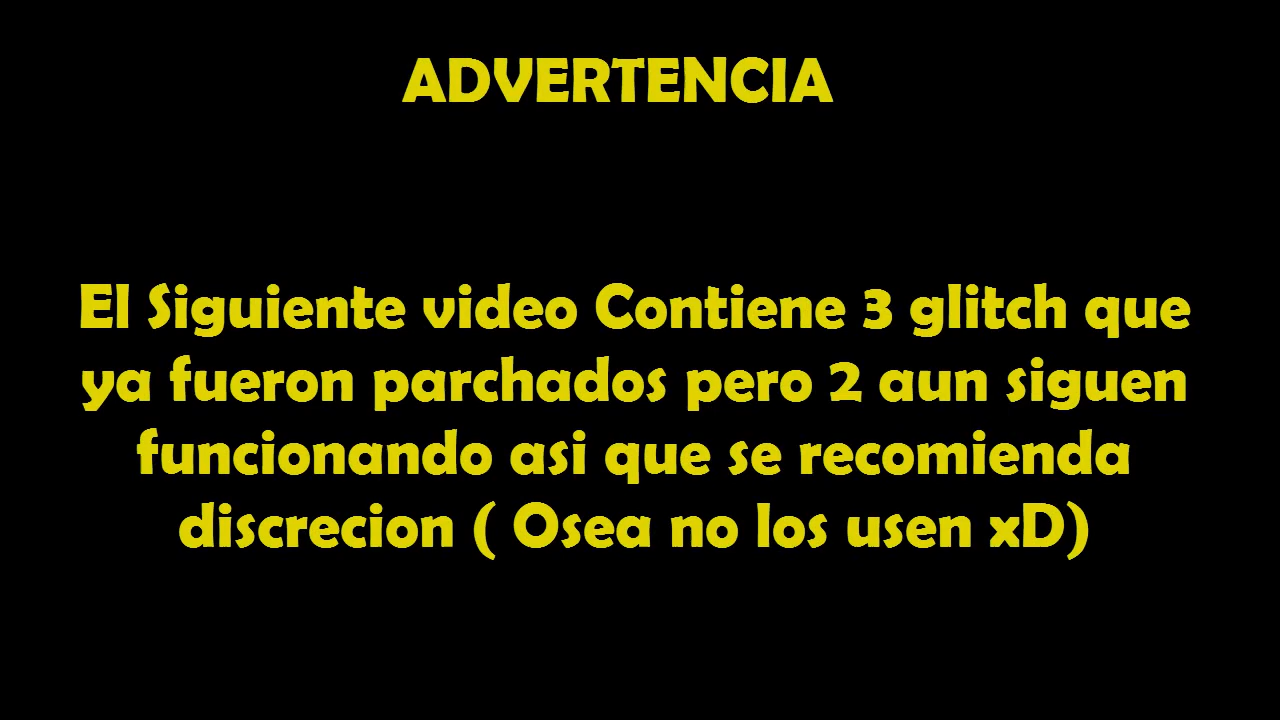 ADVERTENCIA
El Siguiente video Contiene 3 glitch que
ya fueron parchados pero 2 aun siguen
funcionando asi que se recomienda
discrecion ( Osea no los usen xD)